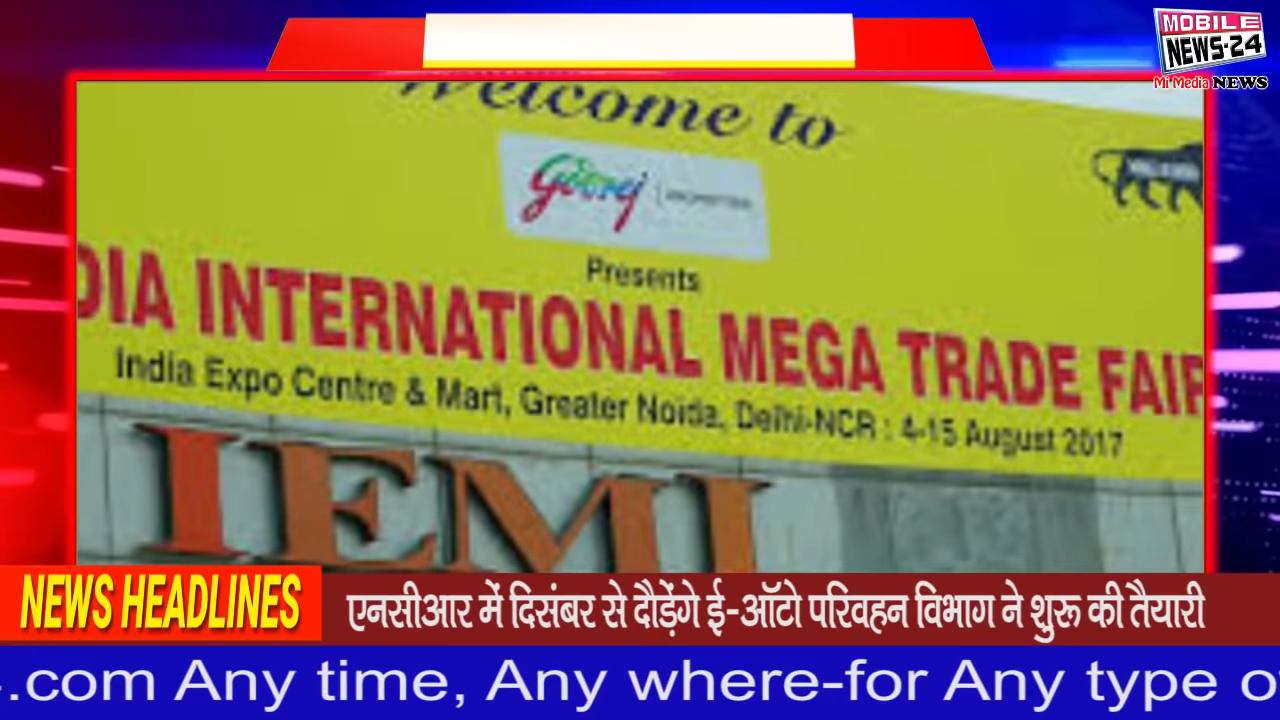 MOBILE
NEWS-24
Mi Media NEWS
Welcome to
Godrej
Presents
DIA INTERNATIONAL MEGA TRADE FAIR
India Expo Centre & Mart, Greater Noida, Delhi-NCR : 4-15 August 2017
IEMI
NEWS HEADLINES
एनसीआर में दिसंबर से दौड़ेंगे ई-ऑटो परिवहन विभाग ने शुरू की तैयारी
.com Any time, Any where-for Any type o